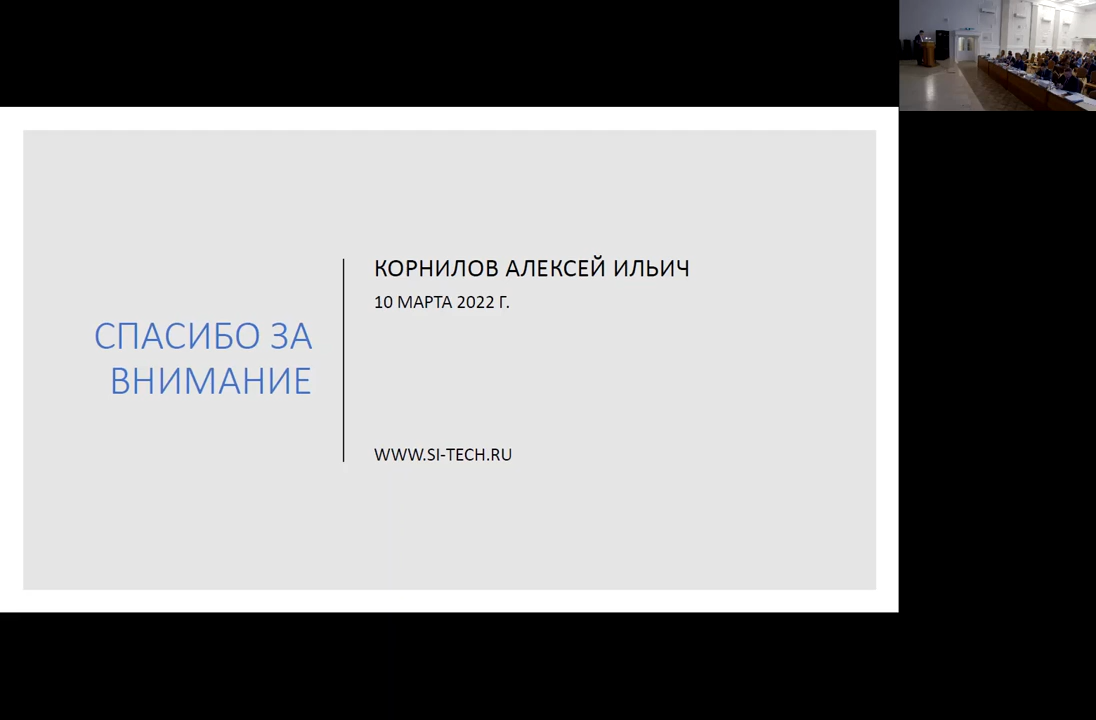 СПАСИБО ЗА
ВНИМАНИЕ
КОРНИЛОВ АЛЕКСЕЙ ИЛЬИЧ
10 МАРТА 2022 Г.
WWW.SI-TECH.RU